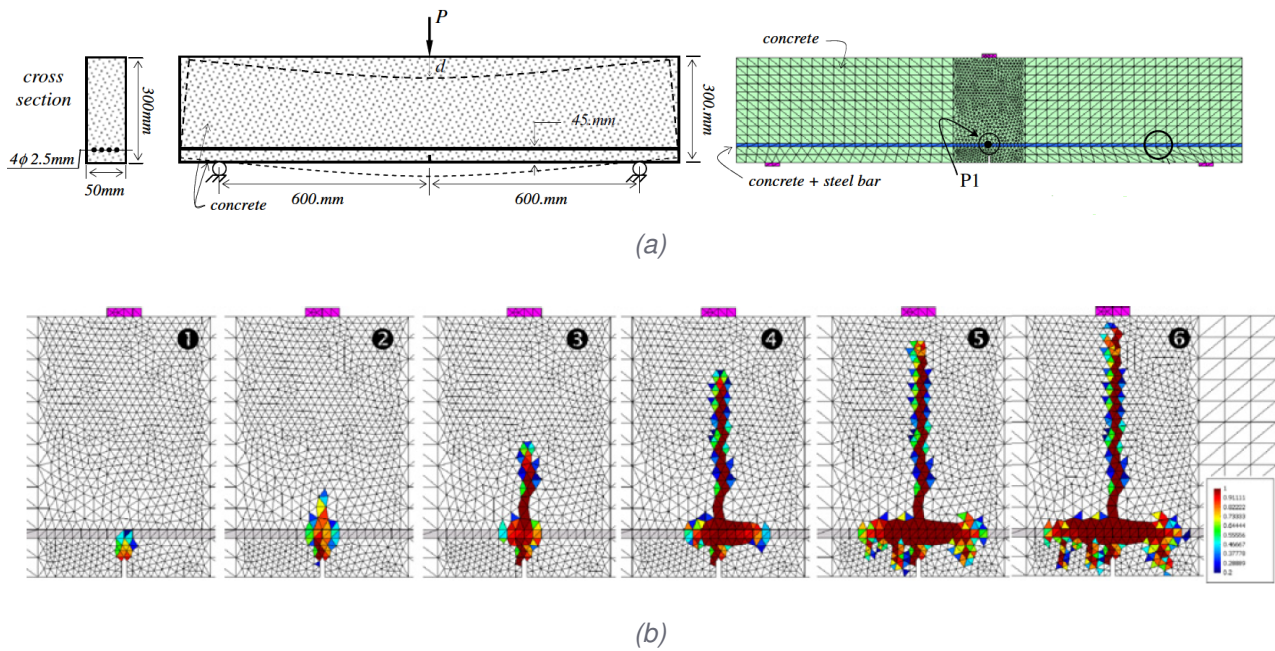 P
cross
section
300mm
4ϕ2.5mm
50mm
d
45.mm
300.mm
600.mm
600.mm
concrete
concrete
concrete + steel bar
P1
(a)
1
2
3
4
5
6
1
0.91111
0.82222
0.73333
0.64444
0.55556
0.46667
0.37778
0.28889
0.2
(b)